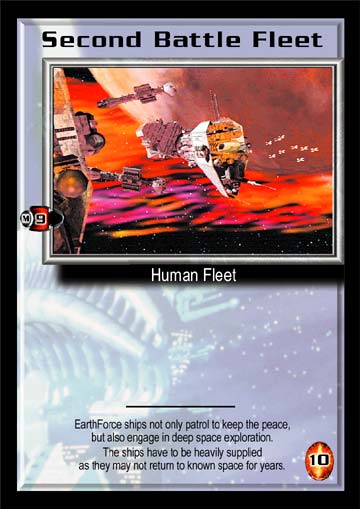 Second Battle Fleet
M 9
Human Fleet
EarthForce ships not only patrol to keep the peace,
but also engage in deep space exploration.
The ships have to be heavily supplied
as they may not return to known space for years.
10